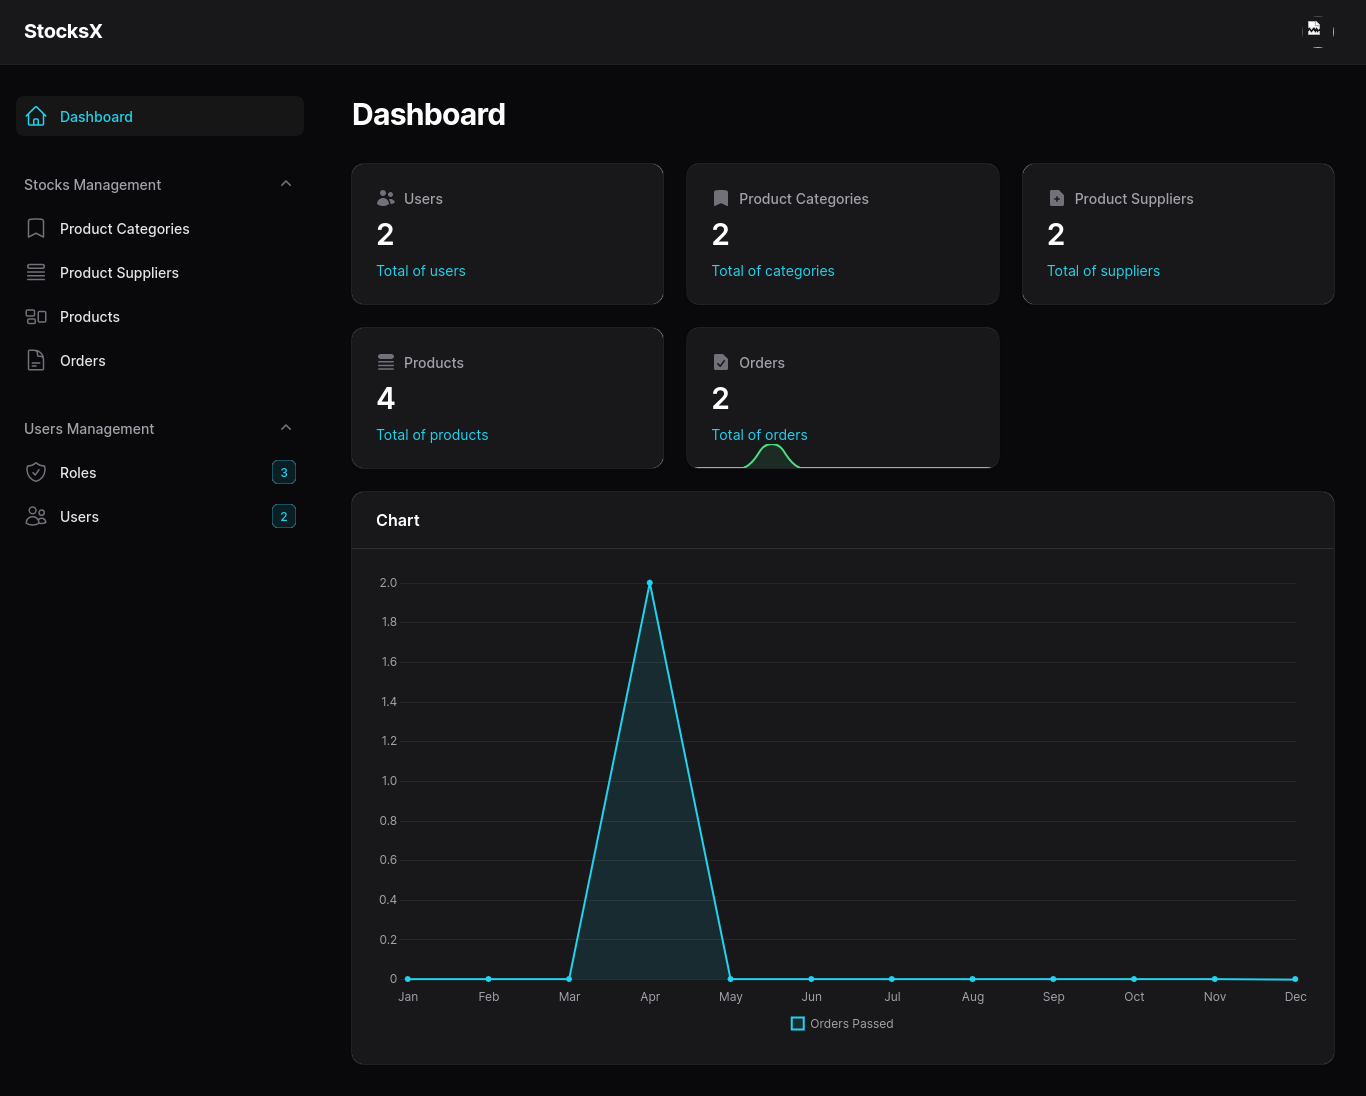 StocksX
Dashboard
Stocks Management
Product Categories
Product Suppliers
Products
Orders
Users Management
Roles 3
Users 2
Dashboard
Users
2
Total of users
Product Categories
2
Total of categories
Product Suppliers
2
Total of suppliers
Products
4
Total of products
Orders
2
Total of orders
Chart
2.0
1.8
1.6
1.4
1.2
1.0
0.8
0.6
0.4
0.2
0
Jan Feb Mar Apr May Jun Jul Aug Sep Oct Nov Dec
Orders Passed